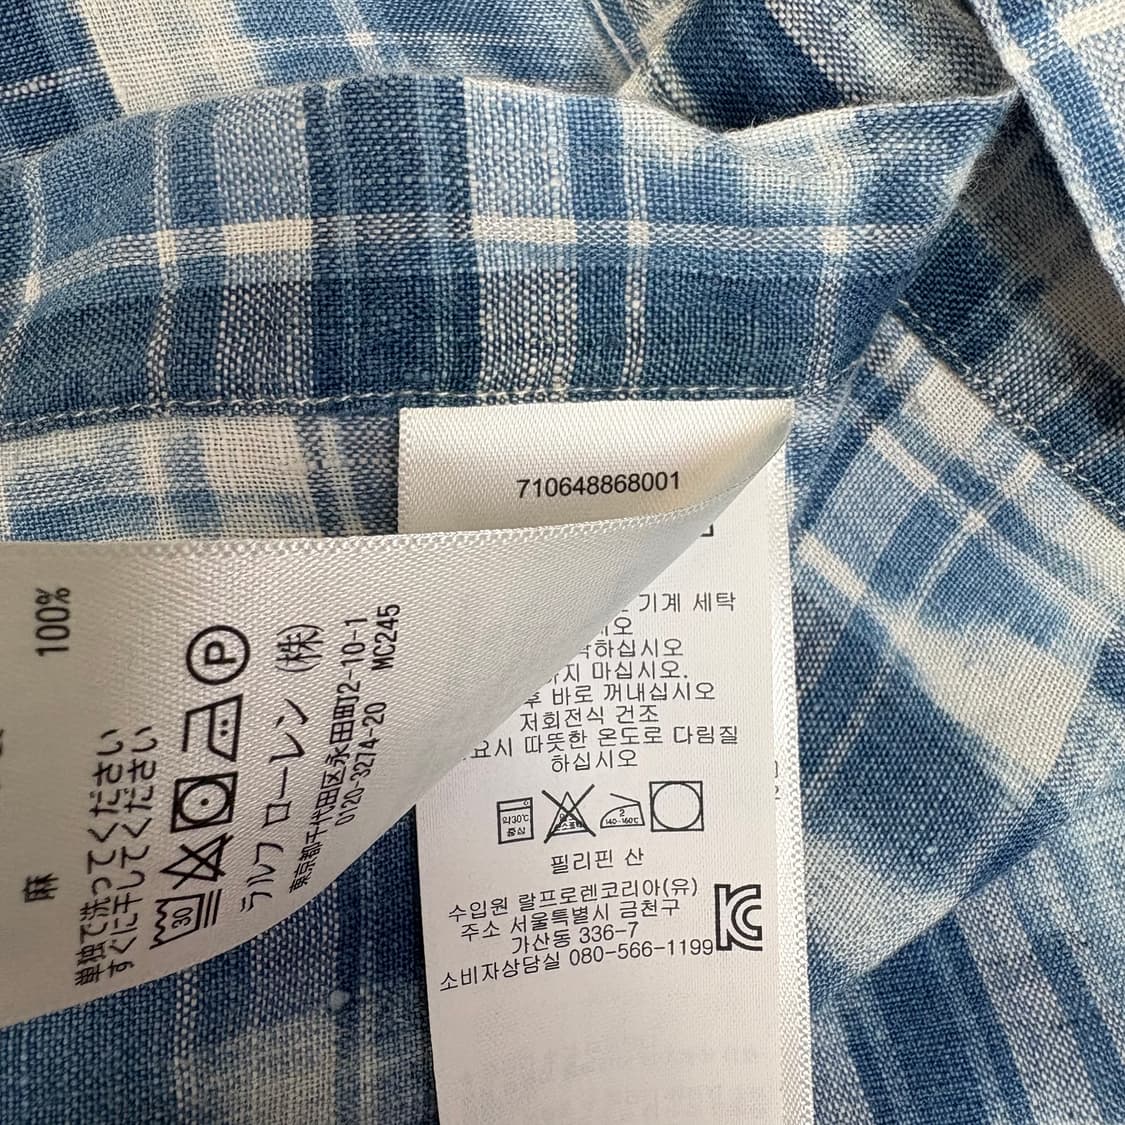 710648868001
기계 세탁
하십시오
지 마십시오.
후 바로 꺼내십시오
저회전식 건조
요시 따뜻한 온도로 다림질
하십시오
약30℃
중성
2
140~160℃
필리핀 산
수입원 랄프로렌코리아(유)
주소 서울특별시 금천구
가산동 336-7
소비자상담실 080-566-1199
麻 100%
単独で洗ってください
すぐに干してください
30
P
ラルフ ローレン (株)
東京都千代田区永田町2-10-1
0120-3274-20 MC245